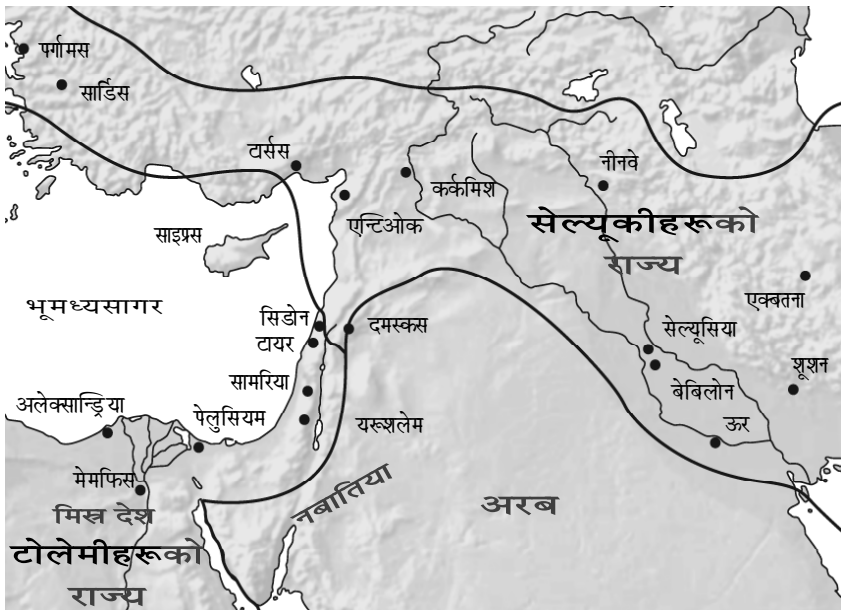 पर्गामस
सार्डिस
टार्सस
नीनवे
कर्कमिश
एन्टिओक
सेल्यूकीहरूको
राज्य
साइप्रस
एक्बतना
भूमध्यसागर
सिडोन
दमस्कस
टायर
सेल्यूसिया
शूशन
सामरिया
बेबिलोन
अलेक्सान्ड्रिया
पेलुसियम
यरूशलेम
ऊर
मेमफिस
नबातिया
मिस्र देश
अरब
टोलेमीहरूको
राज्य